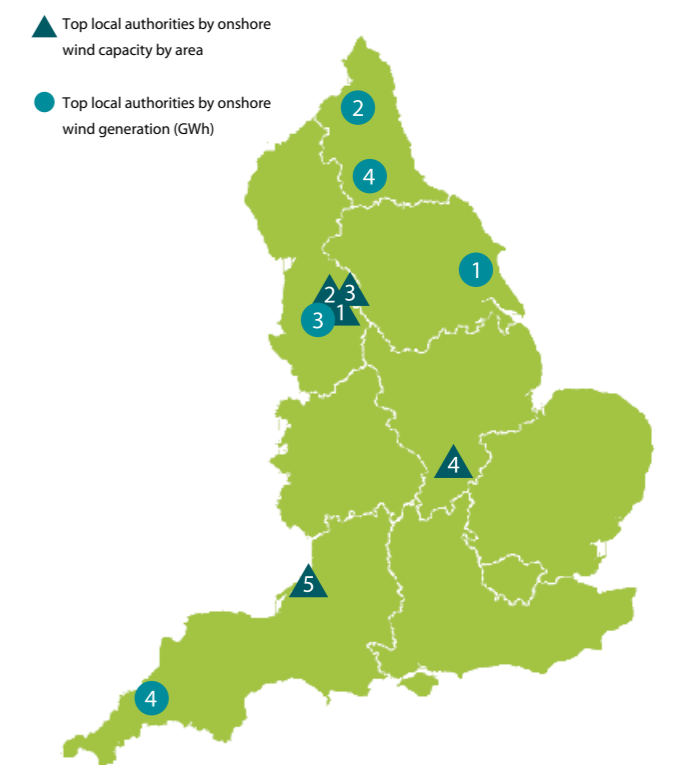 Top local authorities by onshore
wind capacity by area
Top local authorities by onshore
wind generation (GWh)
2
4
1
2 3
1
3
4
5
4